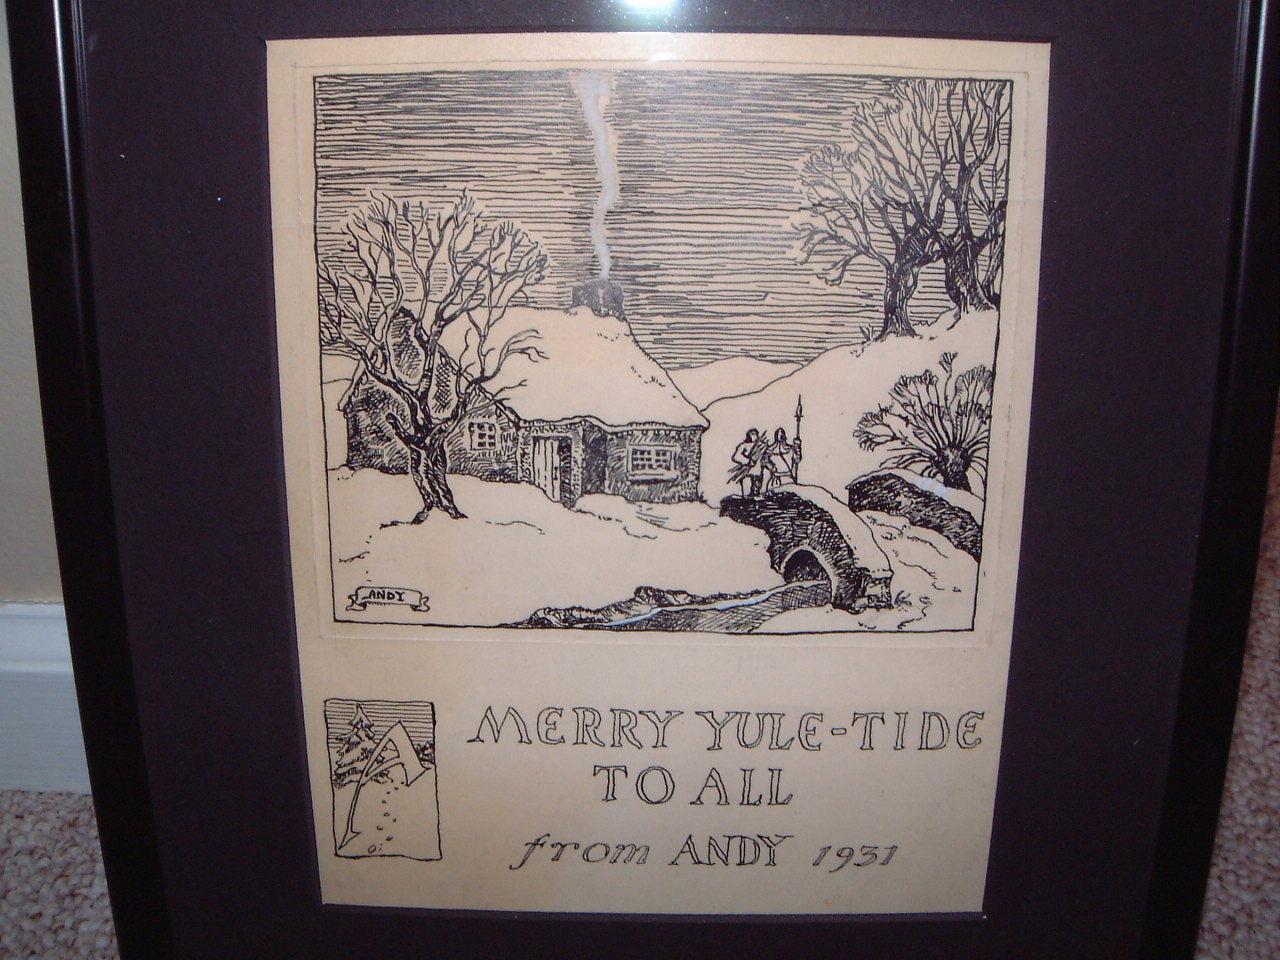 ANDY
A MERRY YULE-TIDE
TO ALL
from ANDY 1931